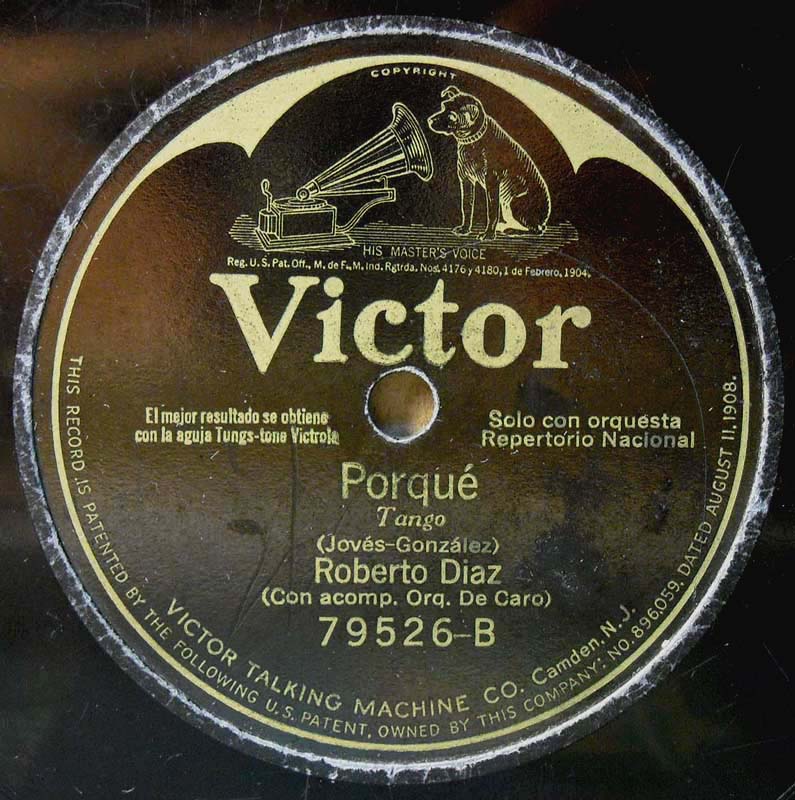 COPYRIGHT
HIS MASTER'S VOICE
Reg. U.S. Pat. Off., M. de F., M. Ind. Rgtrda. Nos. 4176 y 4180, 1 de Febrero, 1904.
Victor
El mejor resultado se obtiene
con la aguja Tungs-tone Victrola
Solo con orquesta
Repertorio Nacional
Porqué
Tango
(Jovés-González)
Roberto Diaz
(Con acomp. Orq. De Caro)
79526-B
VICTOR TALKING MACHINE CO. Camden, N. J.
THIS RECORD IS PATENTED BY THE FOLLOWING U.S. PATENT, OWNED BY THIS COMPANY: NO. 896,059. DATED AUGUST 11, 1908.